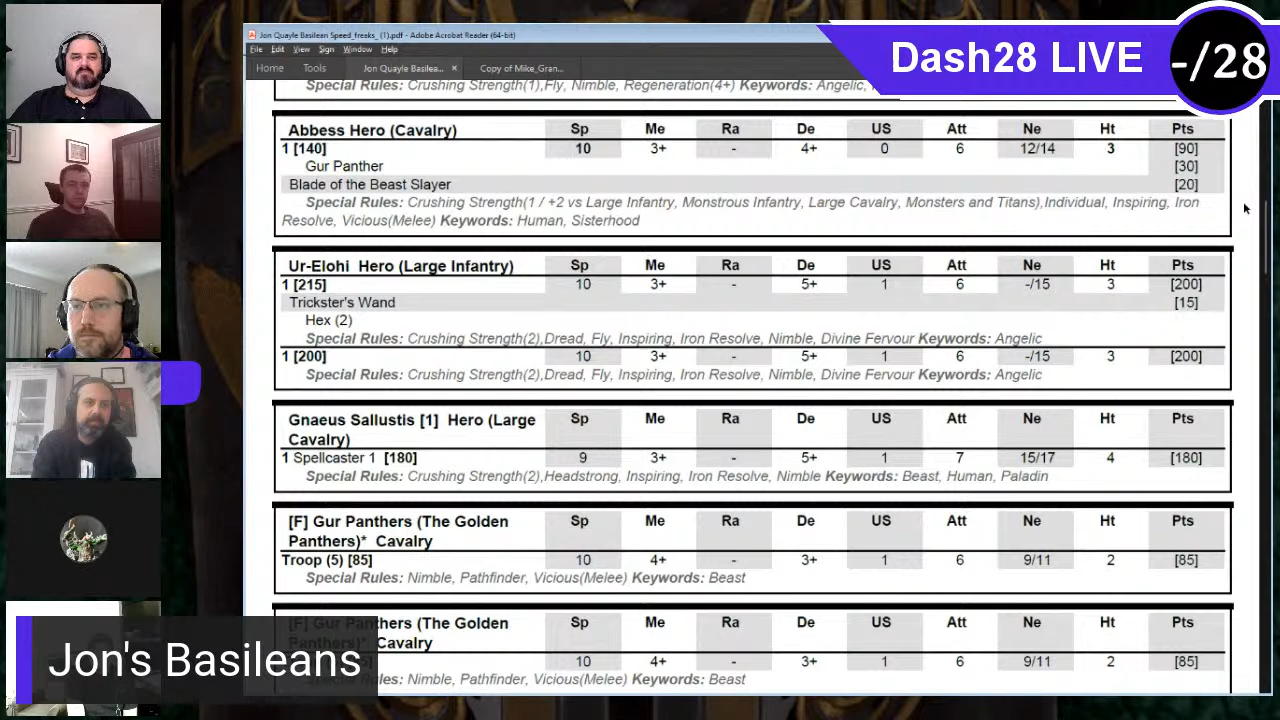 Jon Quayle Basilean Speed_freaks_ (1).pdf - Adobe Acrobat Reader (64-bit)
File Edit View Sign Window Help
Home Tools Jon Quayle Basilea... × Copy of Mike_Gran...
Dash28 LIVE -/28
Special Rules: Crushing Strength(1),Fly, Nimble, Regeneration(4+) Keywords: Angelic,
Abbess Hero (Cavalry) Sp Me Ra De US Att Ne Ht Pts
1 [140] 10 3+ - 4+ 0 6 12/14 3 [90]
Gur Panther [30]
Blade of the Beast Slayer [20]
Special Rules: Crushing Strength(1 / +2 vs Large Infantry, Monstrous Infantry, Large Cavalry, Monsters and Titans),Individual, Inspiring, Iron
Resolve, Vicious(Melee) Keywords: Human, Sisterhood
Ur-Elohi Hero (Large Infantry) Sp Me Ra De US Att Ne Ht Pts
1 [215] 10 3+ - 5+ 1 6 -/15 3 [200]
Trickster's Wand [15]
Hex (2)
Special Rules: Crushing Strength(2),Dread, Fly, Inspiring, Iron Resolve, Nimble, Divine Fervour Keywords: Angelic
1 [200] 10 3+ - 5+ 1 6 -/15 3 [200]
Special Rules: Crushing Strength(2),Dread, Fly, Inspiring, Iron Resolve, Nimble, Divine Fervour Keywords: Angelic
Gnaeus Sallustis [1] Hero (Large Sp Me Ra De US Att Ne Ht Pts
Cavalry)
1 Spellcaster 1 [180] 9 3+ - 5+ 1 7 15/17 4 [180]
Special Rules: Crushing Strength(2),Headstrong, Inspiring, Iron Resolve, Nimble Keywords: Beast, Human, Paladin
[F] Gur Panthers (The Golden Sp Me Ra De US Att Ne Ht Pts
Panthers)* Cavalry
Troop (5) [85] 10 4+ - 3+ 1 6 9/11 2 [85]
Special Rules: Nimble, Pathfinder, Vicious(Melee) Keywords: Beast
[F] Gur Panthers (The Golden Sp Me Ra De US Att Ne Ht Pts
Panthers)* Cavalry
10 4+ - 3+ 1 6 9/11 2 [85]
Special Rules: Nimble, Pathfinder, Vicious(Melee) Keywords: Beast
Jon's Basileans